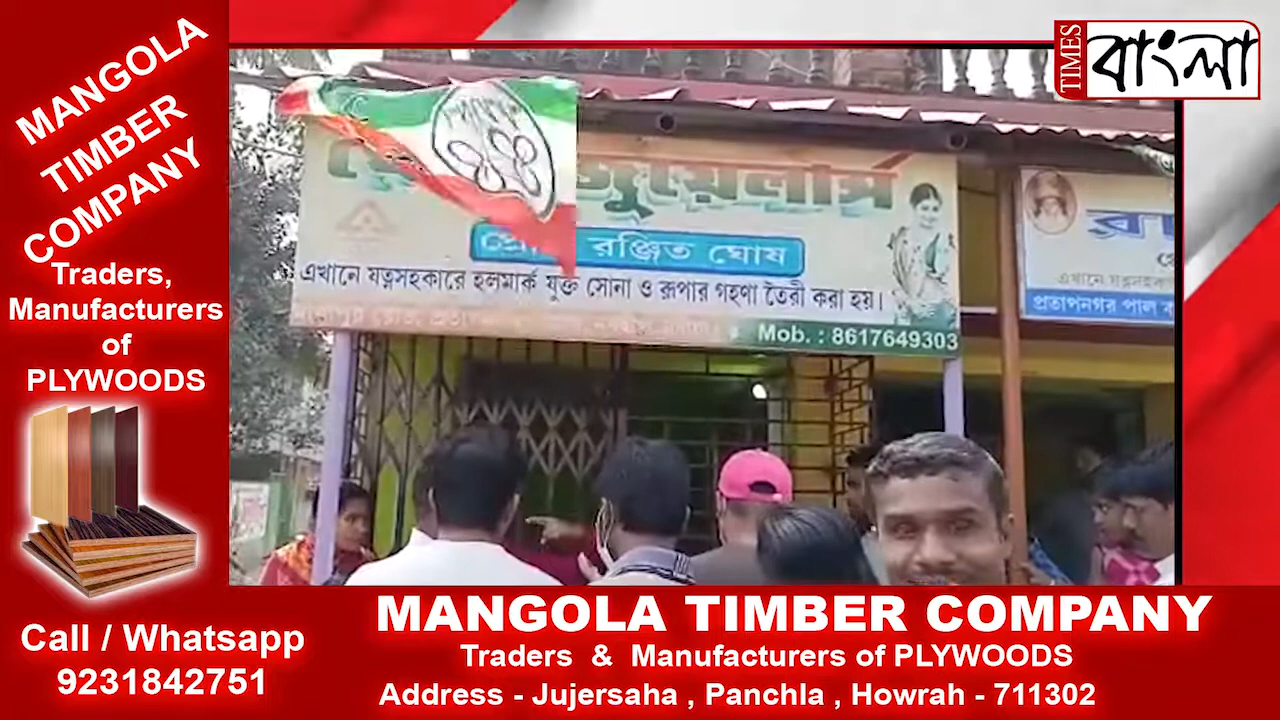 MANGOLA
TIMBER
COMPANY
Traders,
Manufacturers
of
PLYWOODS
Call / Whatsapp
9231842751
TIMES বাংলা
জুয়েলার্স
রঞ্জিত ঘোষ
এখানে যত্নসহকারে হলমার্ক যুক্ত সোনা ও রূপার গহণা তৈরী করা হয়।
Mob. : 8617649303
প্রতাপনগর পাল
MANGOLA TIMBER COMPANY
Traders & Manufacturers of PLYWOODS
Address - Jujersaha , Panchla , Howrah - 711302